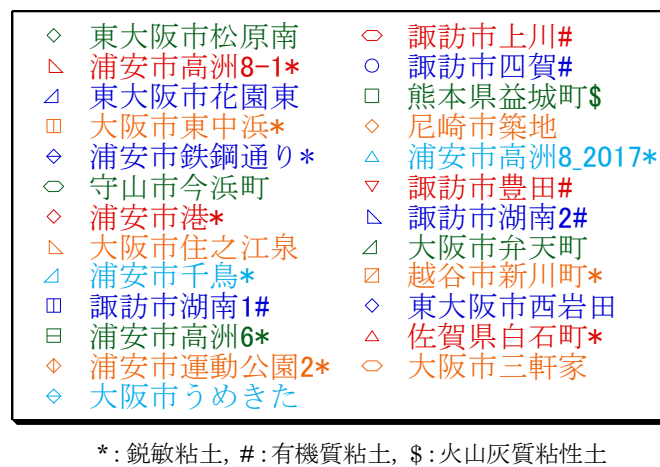 東大阪市松原南
浦安市高洲8-1*
東大阪市花園東
大阪市東中浜*
浦安市鉄鋼通り*
守山市今浜町
浦安市港*
大阪市住之江泉
浦安市千鳥*
諏訪市湖南1#
浦安市高洲6*
浦安市運動公園2*
大阪市うめきた
諏訪市上川#
諏訪市四賀#
熊本県益城町$
尼崎市築地
浦安市高洲8_2017*
諏訪市豊田#
諏訪市湖南2#
大阪市弁天町
越谷市新川町*
東大阪市西岩田
佐賀県白石町*
大阪市三軒家
*:鋭敏粘土, #:有機質粘土, $:火山灰質粘性土